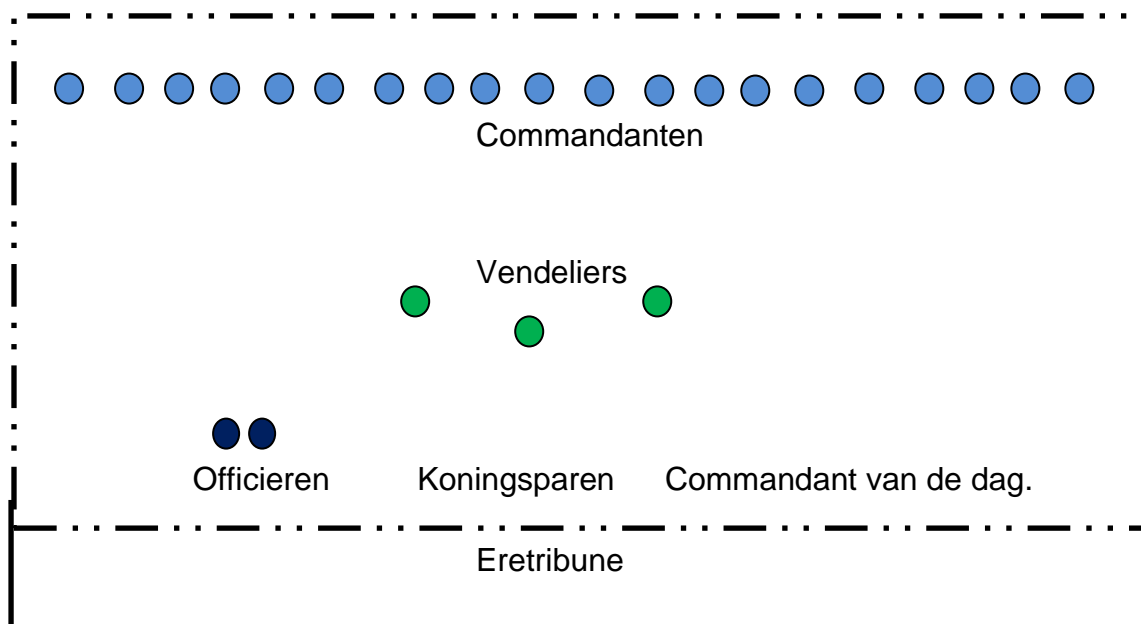 Commandanten
Vendeliers
Officieren Koningsparen Commandant van de dag.
Eretribune